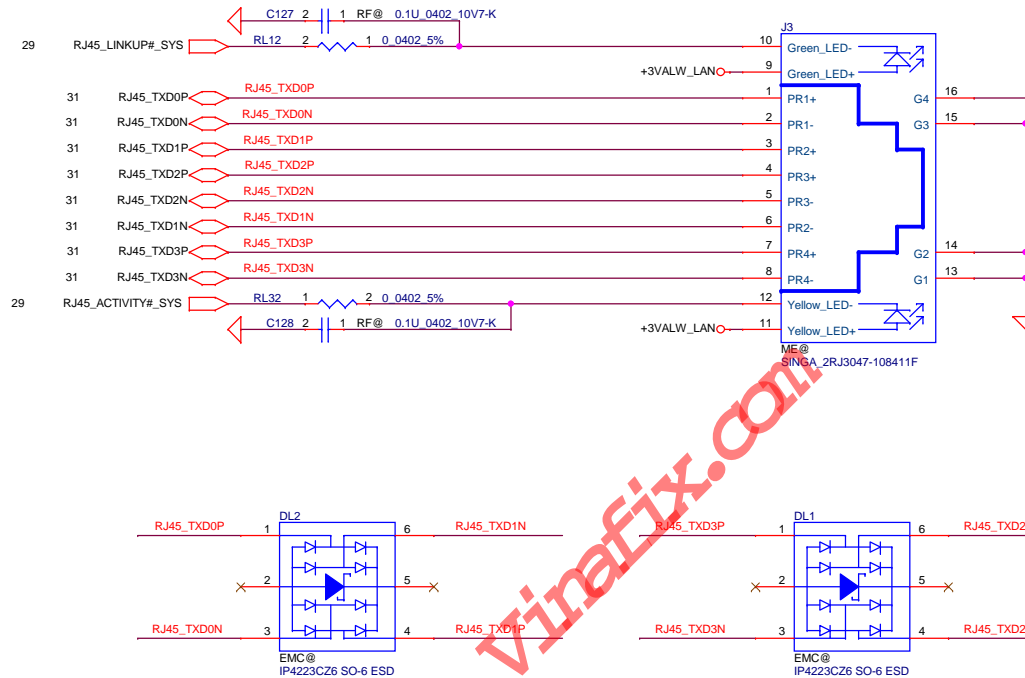 C127 2 1 RF@ 0.1U_0402_10V7-K
29 RJ45_LINKUP#_SYS RL12 2 1 0_0402_5%
J3
10 Green_LED-
+3VALW_LAN 9 Green_LED+
31 RJ45_TXD0P RJ45_TXD0P 1 PR1+ G4 16
31 RJ45_TXD0N RJ45_TXD0N 2 PR1- G3 15
31 RJ45_TXD1P RJ45_TXD1P 3 PR2+
31 RJ45_TXD2P RJ45_TXD2P 4 PR3+
31 RJ45_TXD2N RJ45_TXD2N 5 PR3-
31 RJ45_TXD1N RJ45_TXD1N 6 PR2-
31 RJ45_TXD3P RJ45_TXD3P 7 PR4+ G2 14
31 RJ45_TXD3N RJ45_TXD3N 8 PR4- G1 13
29 RJ45_ACTIVITY#_SYS RL32 1 2 0_0402_5% 12 Yellow_LED-
C128 2 1 RF@ 0.1U_0402_10V7-K +3VALW_LAN 11 Yellow_LED+
ME@
SINGA_2RJ3047-108411F
vinafix.com
DL2
RJ45_TXD0P 1 6 RJ45_TXD1N
2 5
RJ45_TXD0N 3 4 RJ45_TXD1P
EMC@
IP4223CZ6 SO-6 ESD
DL1
RJ45_TXD3P 1 6 RJ45_TXD2
2 5
RJ45_TXD3N 3 4 RJ45_TXD2
EMC@
IP4223CZ6 SO-6 ESD